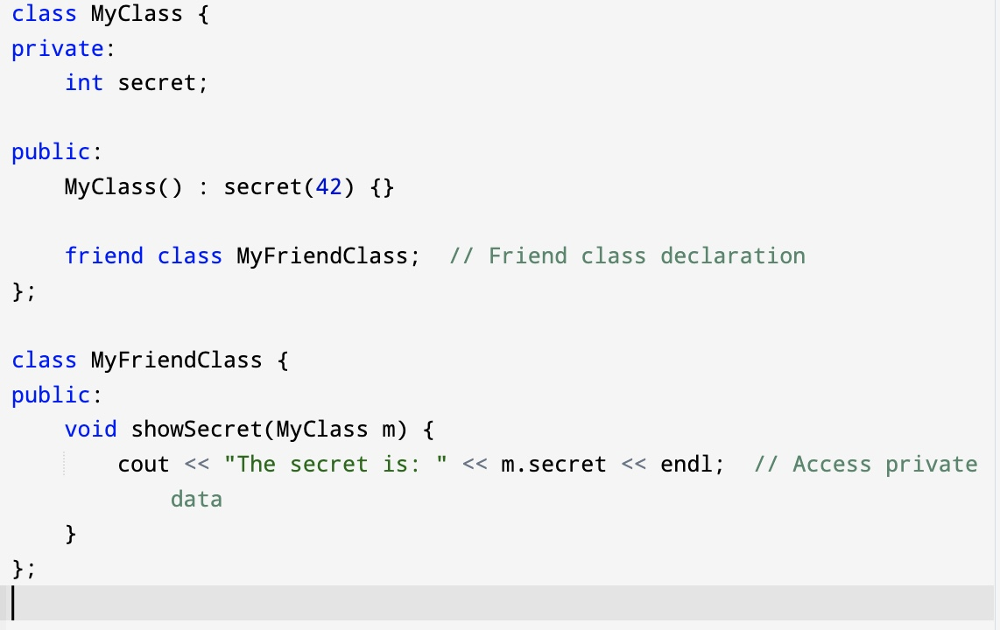 class MyClass {
private:
    int secret;

public:
    MyClass() : secret(42) {}

    friend class MyFriendClass;  // Friend class declaration
};

class MyFriendClass {
public:
    void showSecret(MyClass m) {
        cout << "The secret is: " << m.secret << endl;  // Access private
            data
    }
};